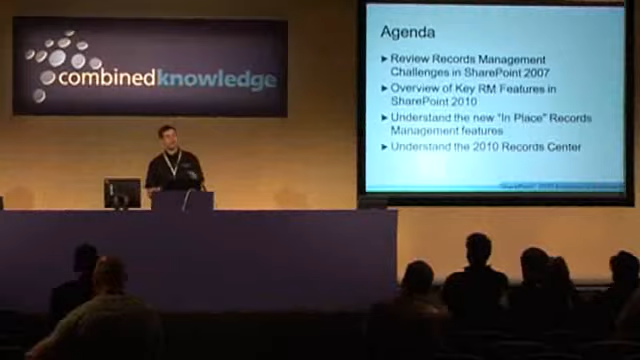 combinedknowledge
Agenda
Review Records Management
Challenges in SharePoint 2007
Overview of Key RM Features in
SharePoint 2010
Understand the new "In Place" Records
Management features
Understand the 2010 Records Center